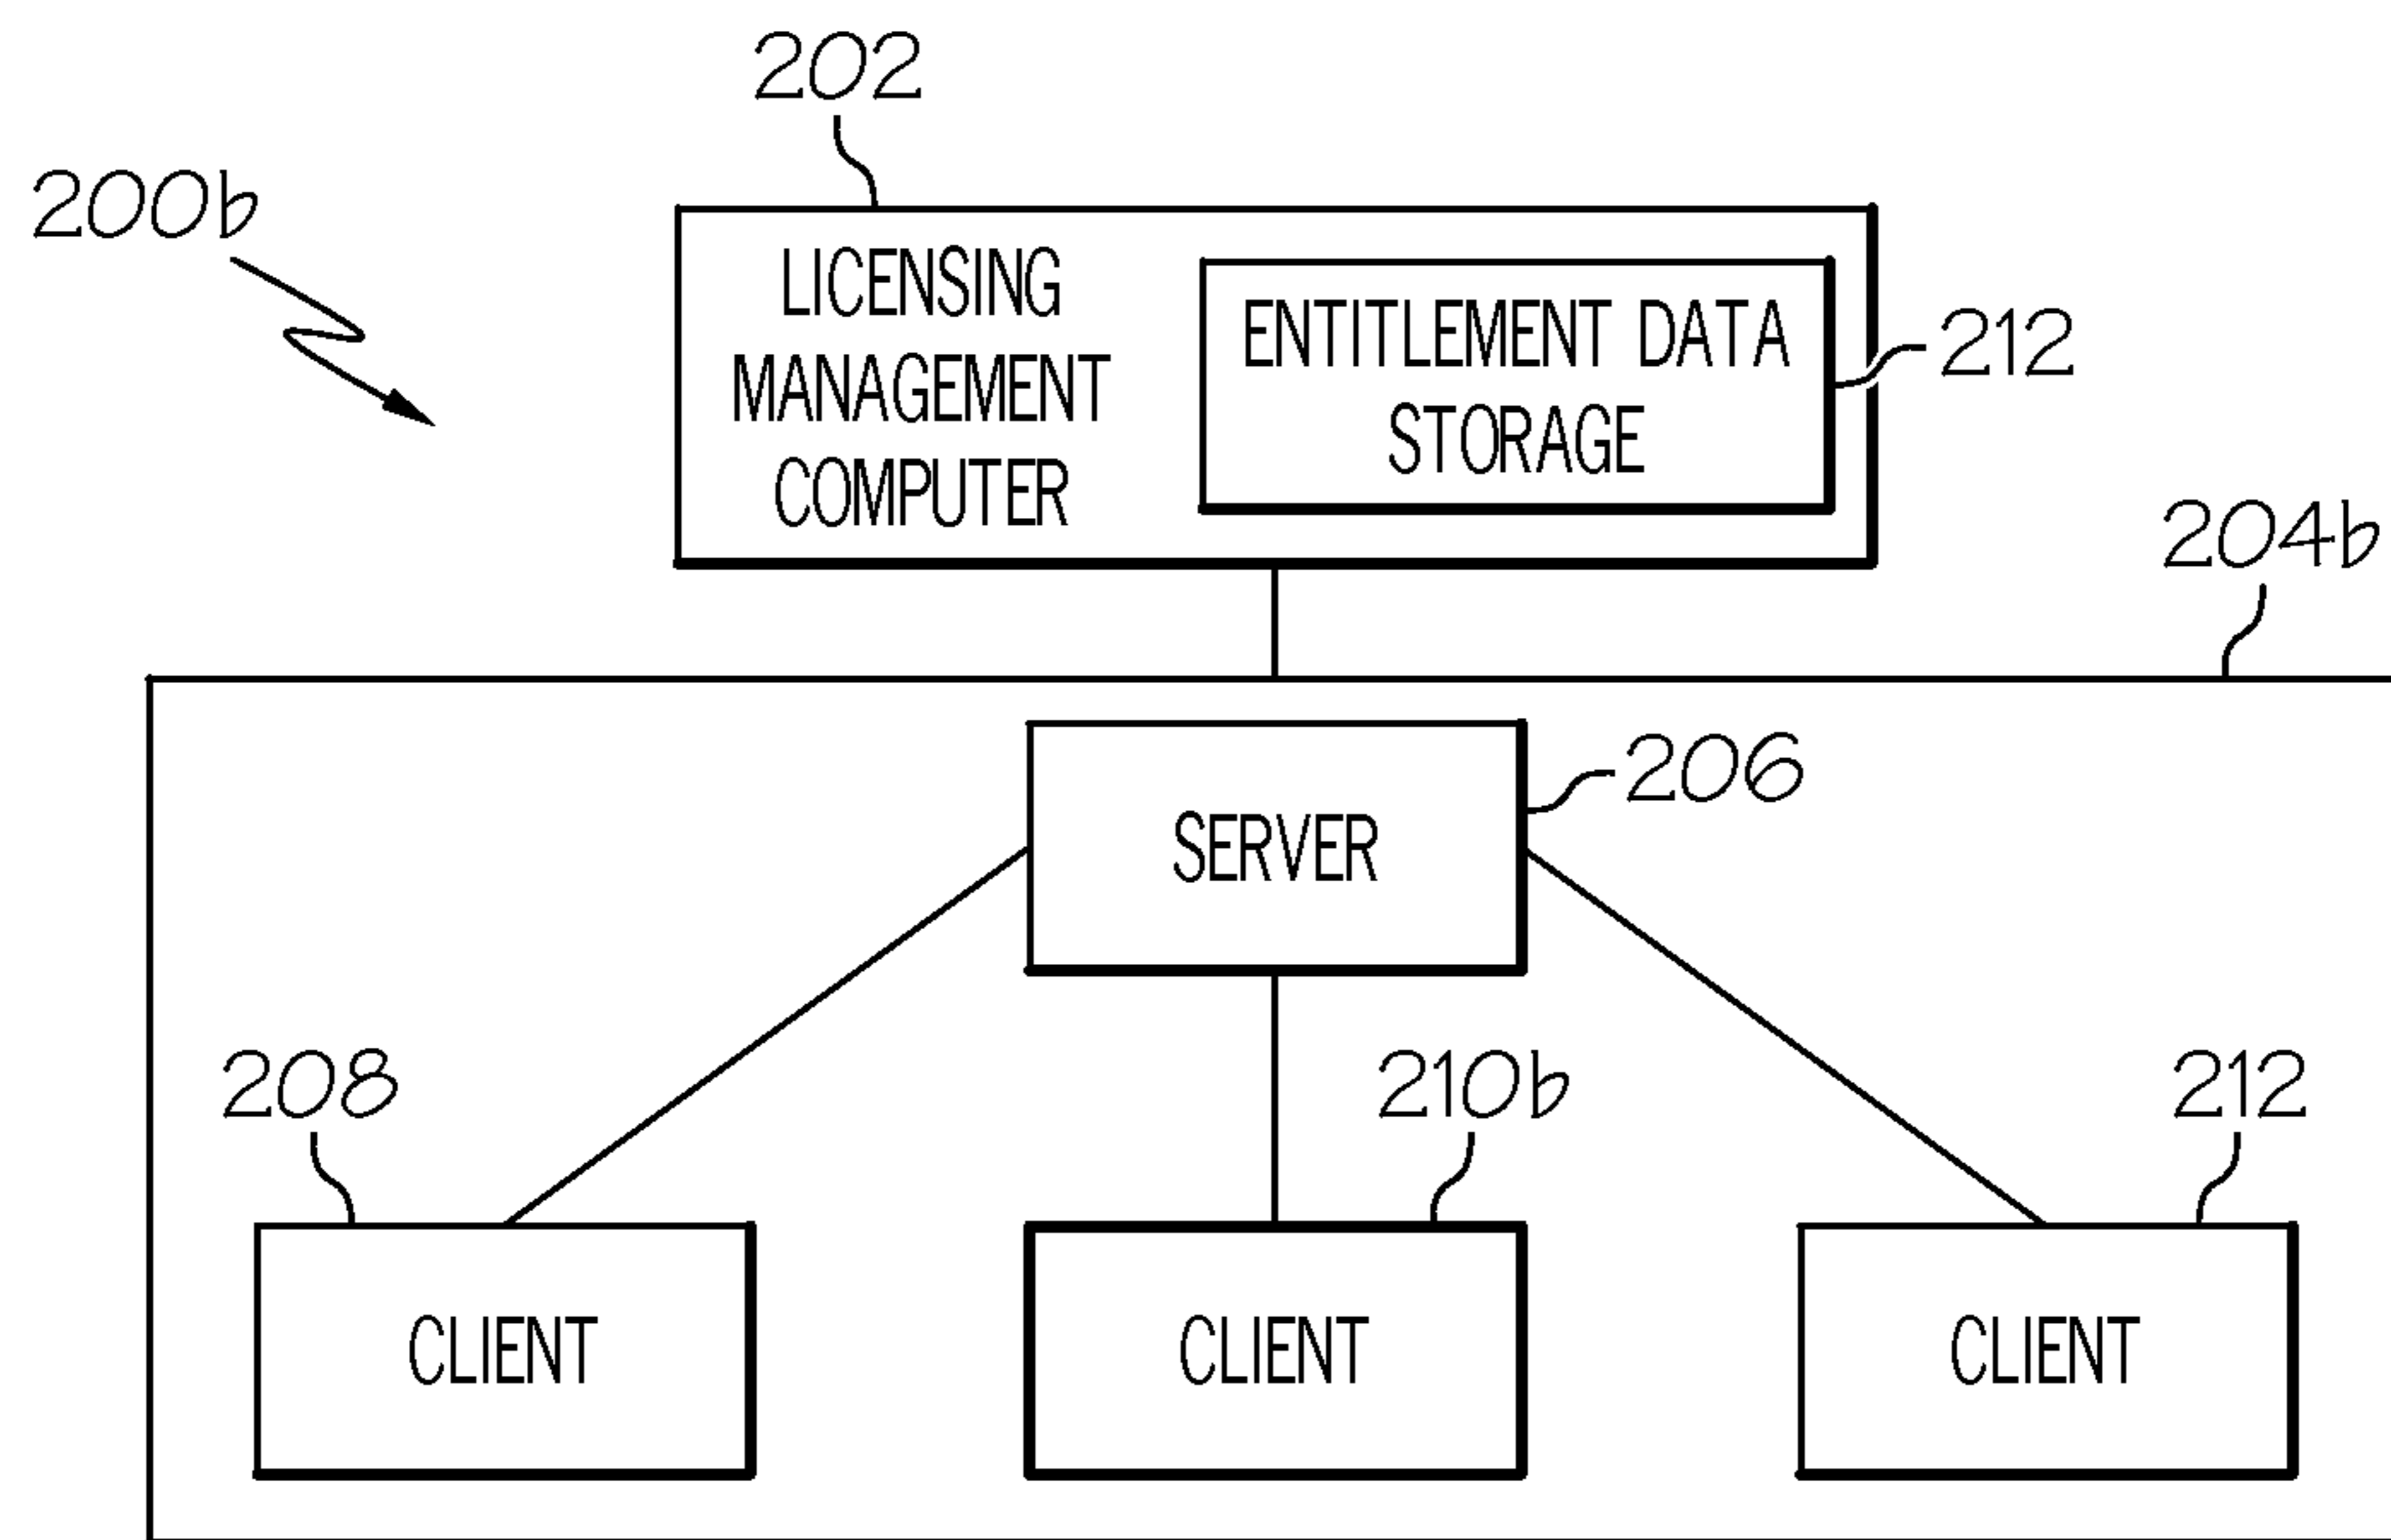 202
200b
LICENSING
MANAGEMENT
COMPUTER
ENTITLEMENT DATA
STORAGE
212
204b
SERVER
206
208
210b
212
CLIENT
CLIENT
CLIENT